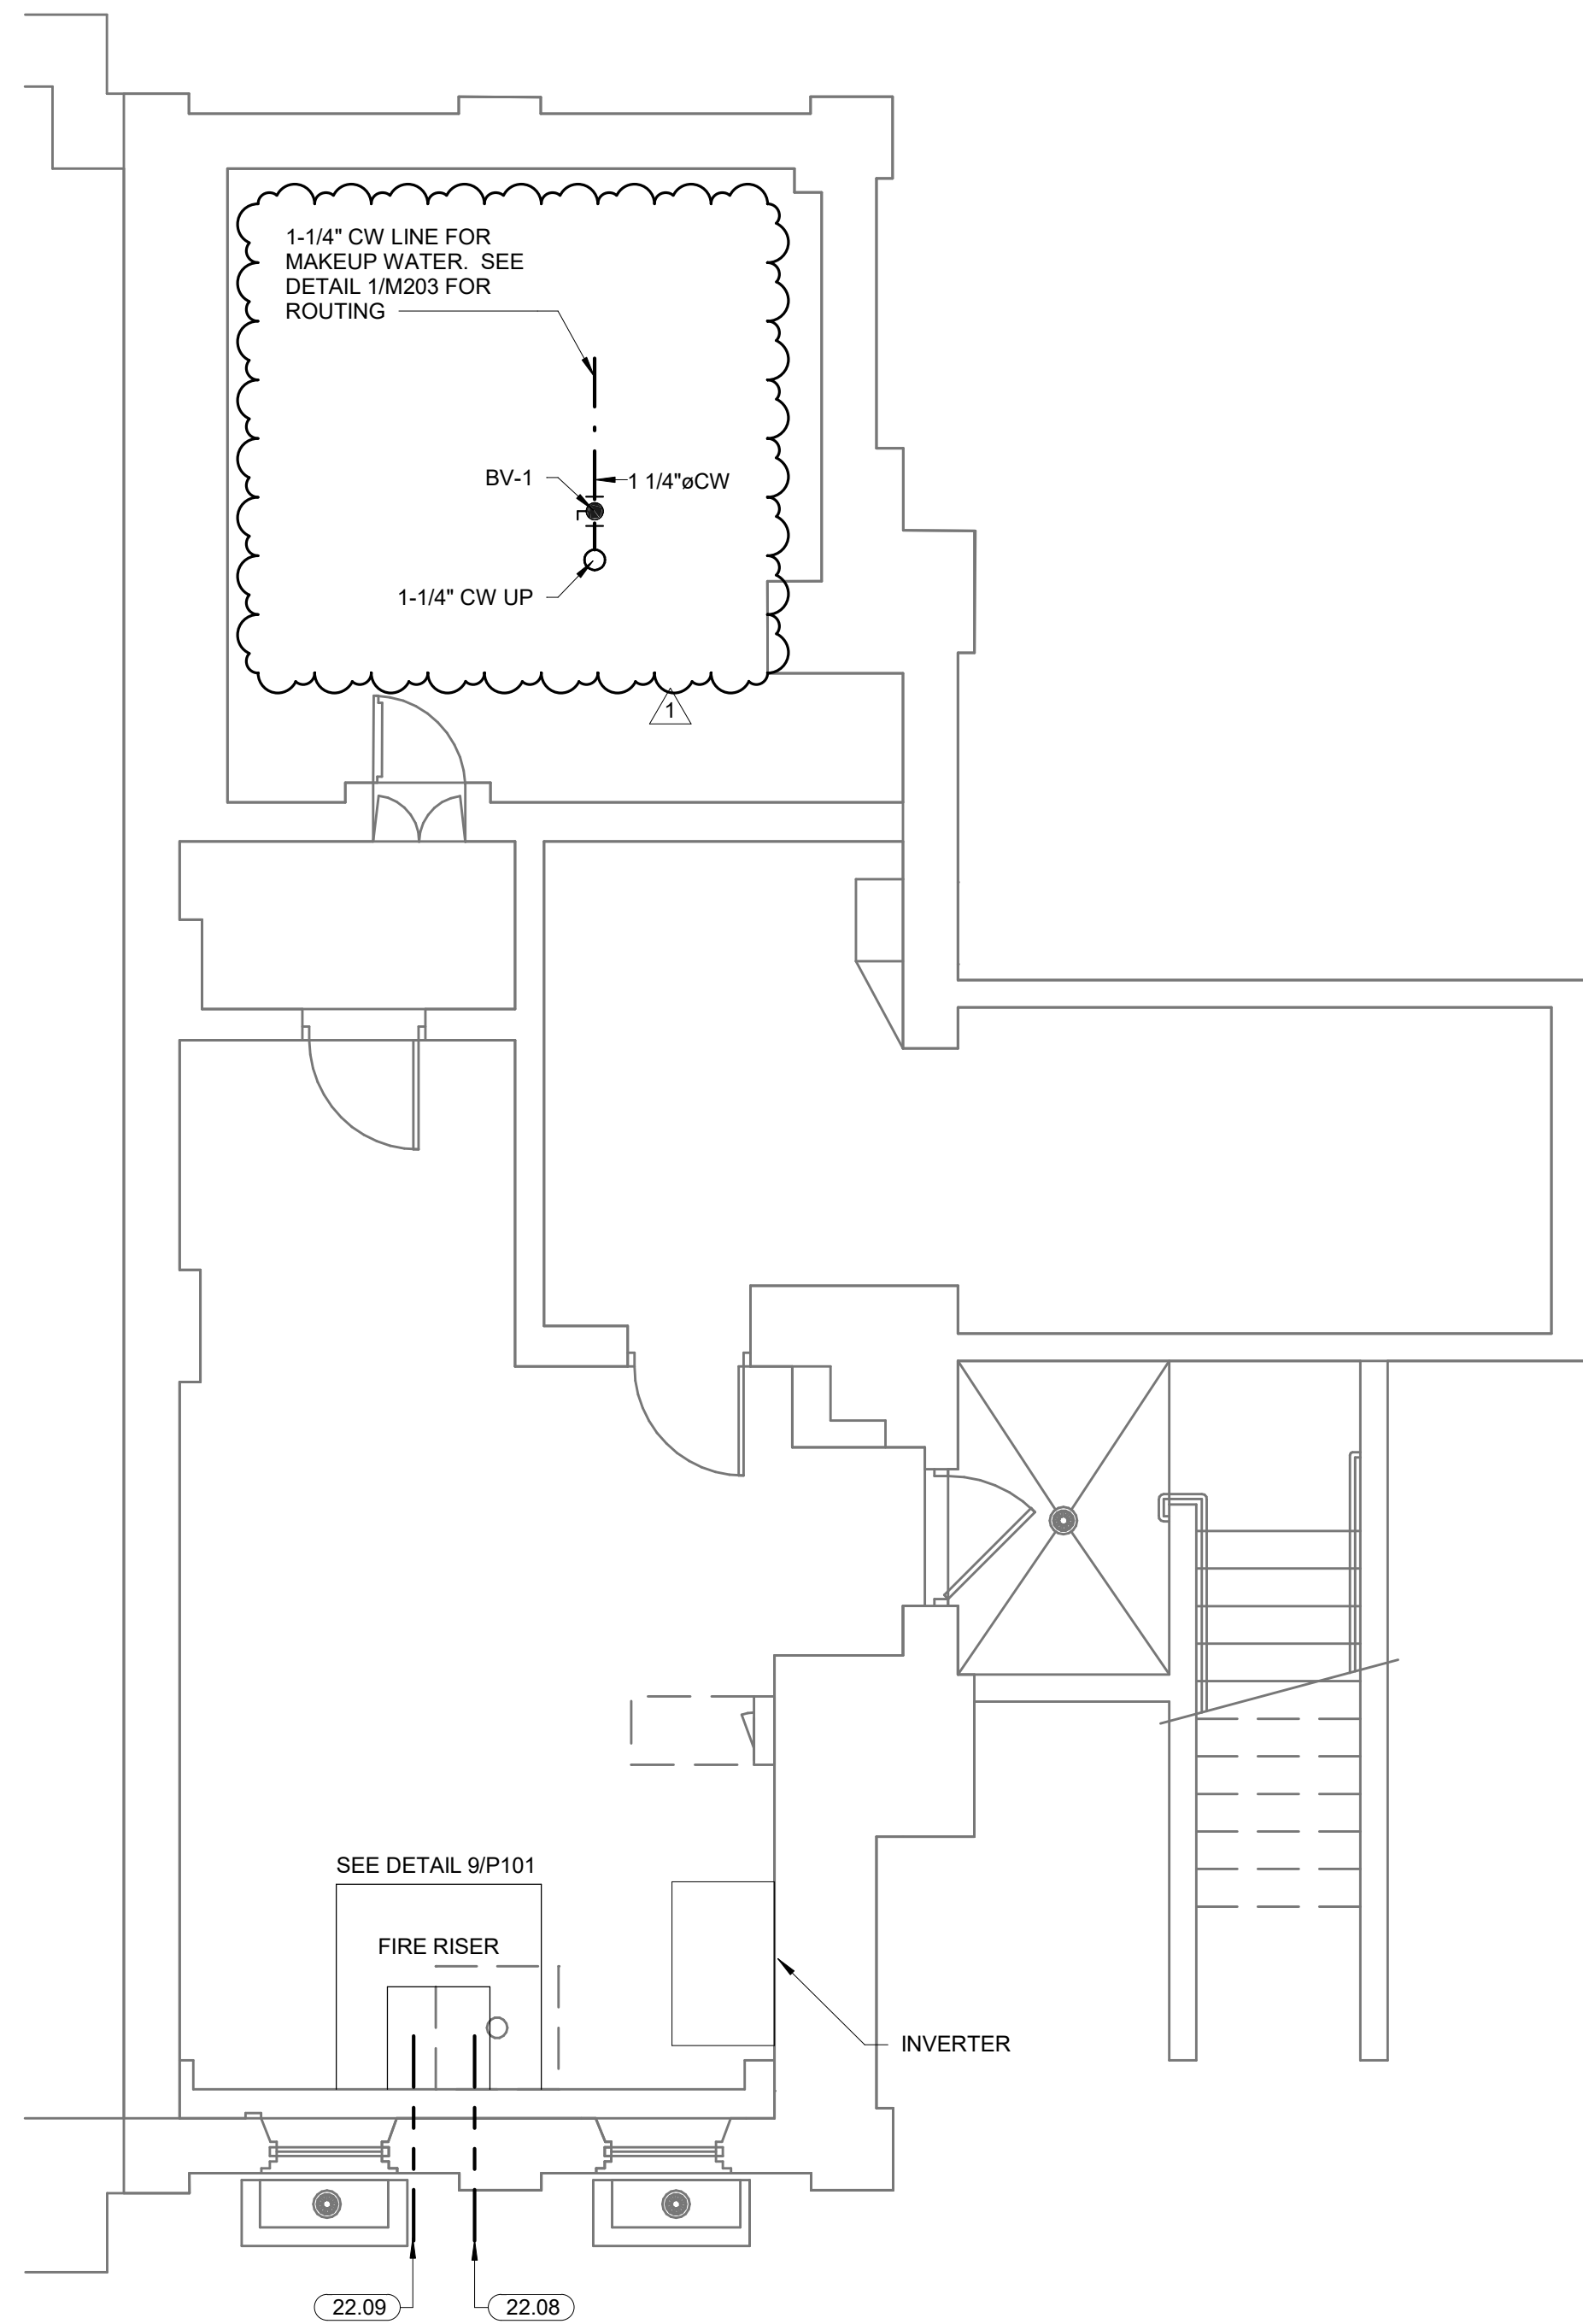 1-1/4" CW LINE FOR
MAKEUP WATER.  SEE
DETAIL 1/M203 FOR
ROUTING
BV-1
1 1/4"øCW
1-1/4" CW UP
1
SEE DETAIL 9/P101
FIRE RISER
INVERTER
22.09
22.08